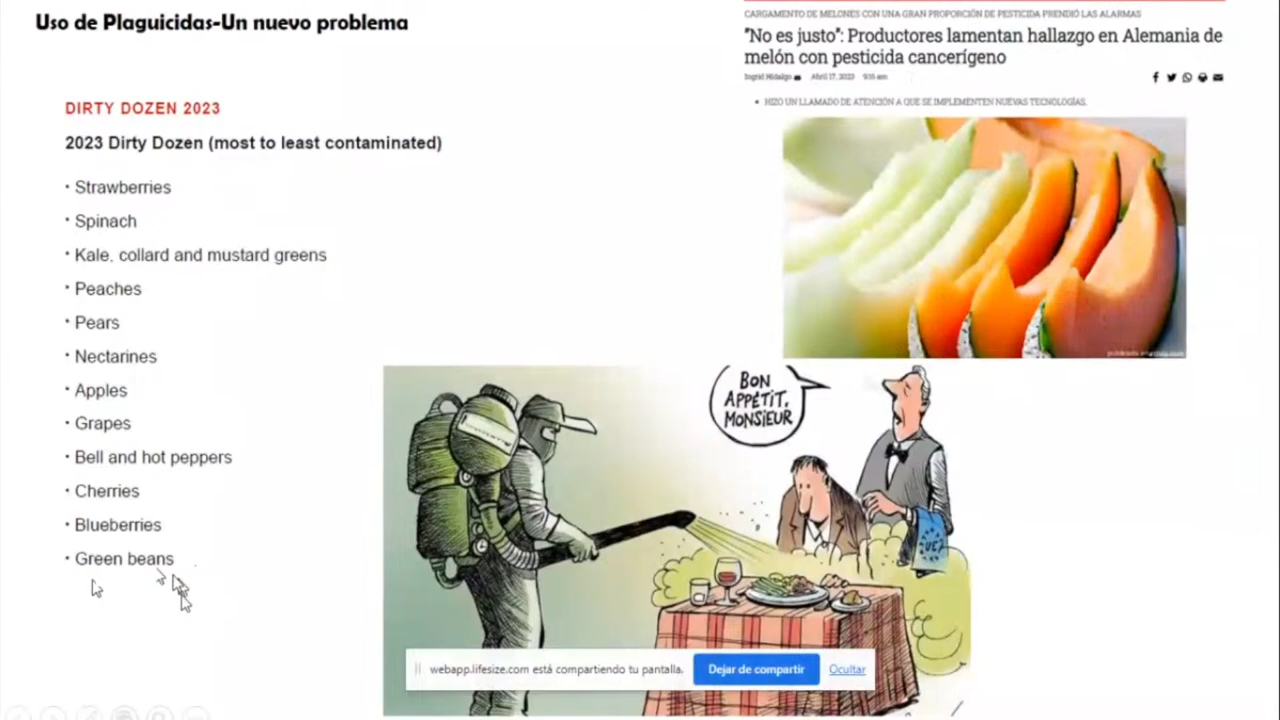 Uso de Plaguicidas-Un nuevo problema
DIRTY DOZEN 2023
2023 Dirty Dozen (most to least contaminated)
• Strawberries
• Spinach
• Kale, collard and mustard greens
• Peaches
• Pears
• Nectarines
• Apples
• Grapes
• Bell and hot peppers
• Cherries
• Blueberries
• Green beans
CARGAMENTO DE MELONES CON UNA GRAN PROPORCIÓN DE PESTICIDA PRENDIÓ LAS ALARMAS
"No es justo": Productores lamentan hallazgo en Alemania de
melón con pesticida cancerígeno
Ingrid Hidalgo Abril 17, 2023
• HIZO UN LLAMADO DE ATENCIÓN A QUE SE IMPLEMENTEN NUEVAS TECNOLOGÍAS.
BON
APPÉTIT,
MONSIEUR
UE
webapp.lifesize.com está compartiendo tu pantalla.
Dejar de compartir
Ocultar